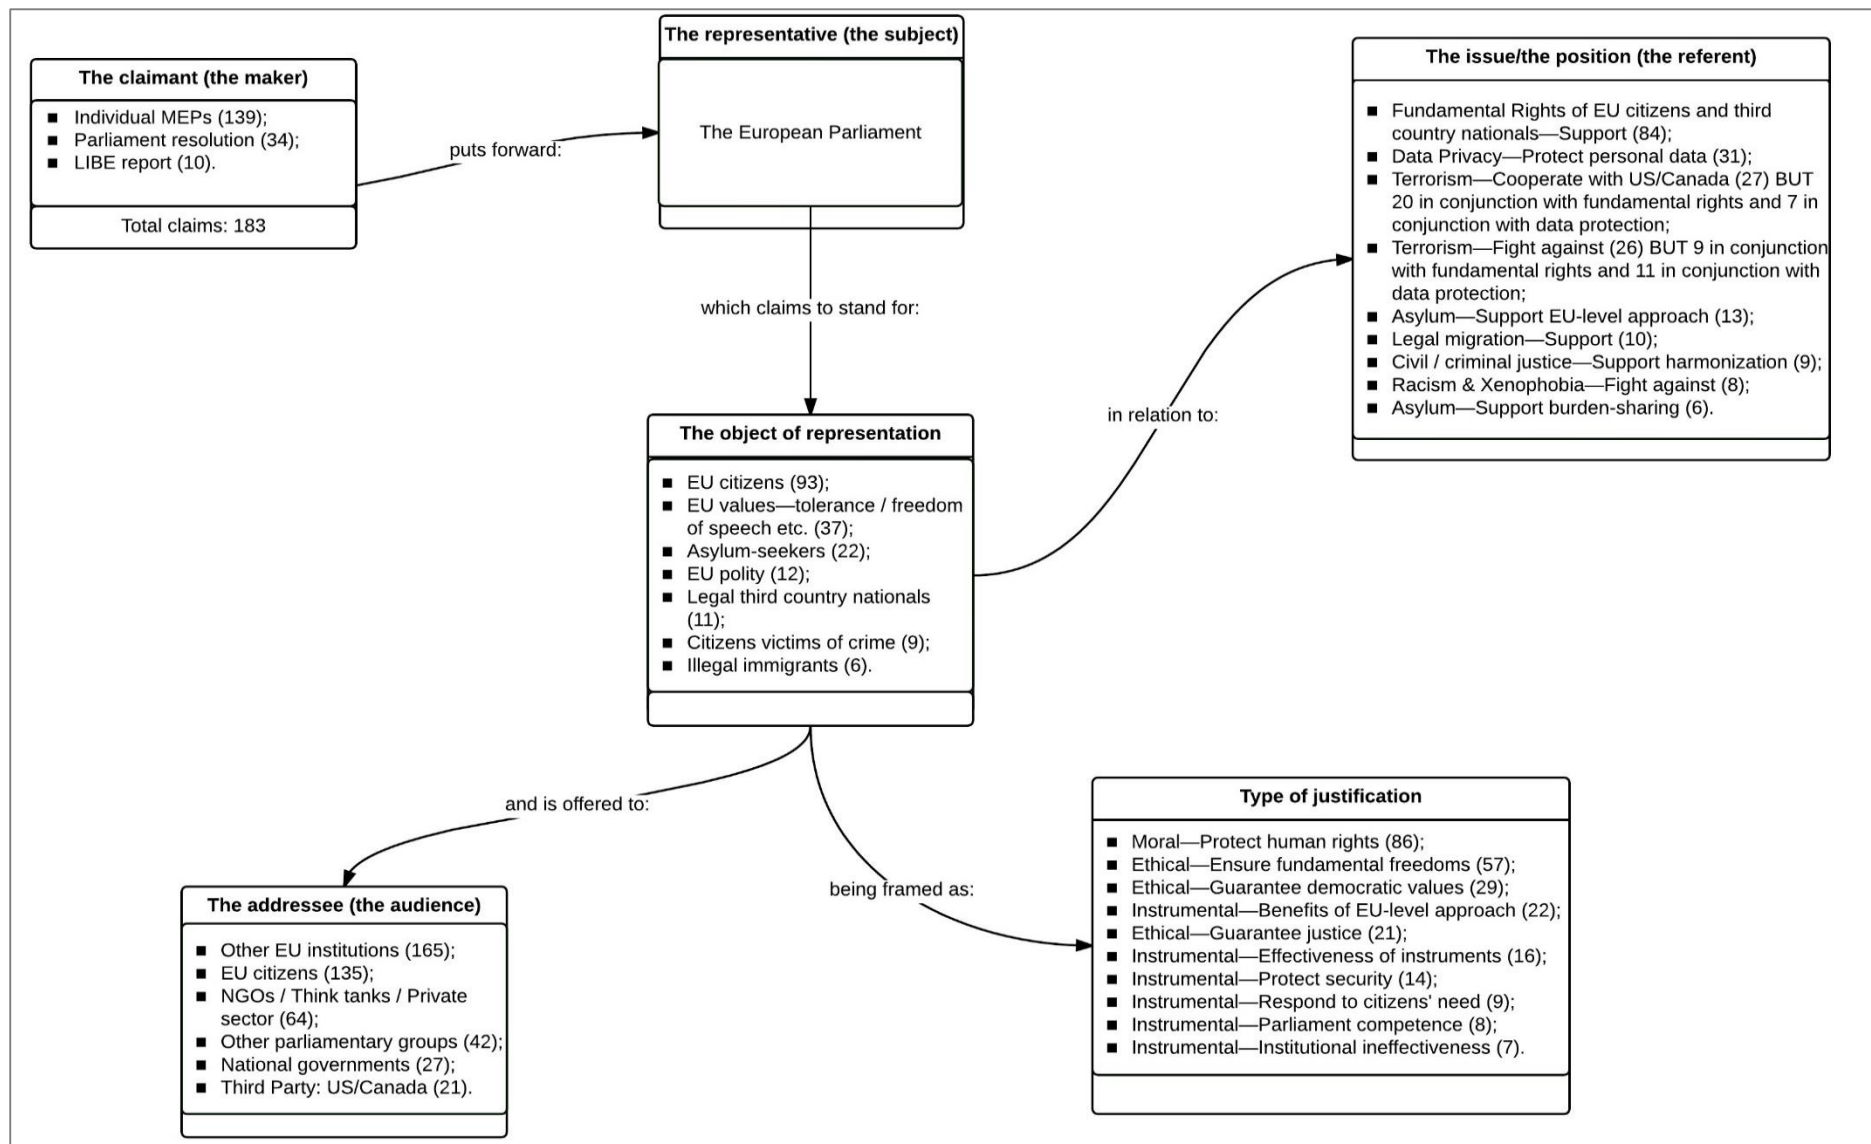 The claimant (the maker)
■ Individual MEPs (139);
■ Parliament resolution (34);
■ LIBE report (10).
Total claims: 183
puts forward:
The representative (the subject)
The European Parliament
which claims to stand for:
The object of representation
■ EU citizens (93);
■ EU values—tolerance / freedom
of speech etc. (37);
■ Asylum-seekers (22);
■ EU polity (12);
■ Legal third country nationals
(11);
■ Citizens victims of crime (9);
■ Illegal immigrants (6).
in relation to:
The issue/the position (the referent)
■ Fundamental Rights of EU citizens and third
country nationals—Support (84);
■ Data Privacy—Protect personal data (31);
■ Terrorism—Cooperate with US/Canada (27) BUT
20 in conjunction with fundamental rights and 7 in
conjunction with data protection;
■ Terrorism—Fight against (26) BUT 9 in conjunction
with fundamental rights and 11 in conjunction with
data protection;
■ Asylum—Support EU-level approach (13);
■ Legal migration—Support (10);
■ Civil / criminal justice—Support harmonization (9);
■ Racism & Xenophobia—Fight against (8);
■ Asylum—Support burden-sharing (6).
and is offered to:
The addressee (the audience)
■ Other EU institutions (165);
■ EU citizens (135);
■ NGOs / Think tanks / Private
sector (64);
■ Other parliamentary groups (42);
■ National governments (27);
■ Third Party: US/Canada (21).
being framed as:
Type of justification
■ Moral—Protect human rights (86);
■ Ethical—Ensure fundamental freedoms (57);
■ Ethical—Guarantee democratic values (29);
■ Instrumental—Benefits of EU-level approach (22);
■ Ethical—Guarantee justice (21);
■ Instrumental—Effectiveness of instruments (16);
■ Instrumental—Protect security (14);
■ Instrumental—Respond to citizens' need (9);
■ Instrumental—Parliament competence (8);
■ Instrumental—Institutional ineffectiveness (7).